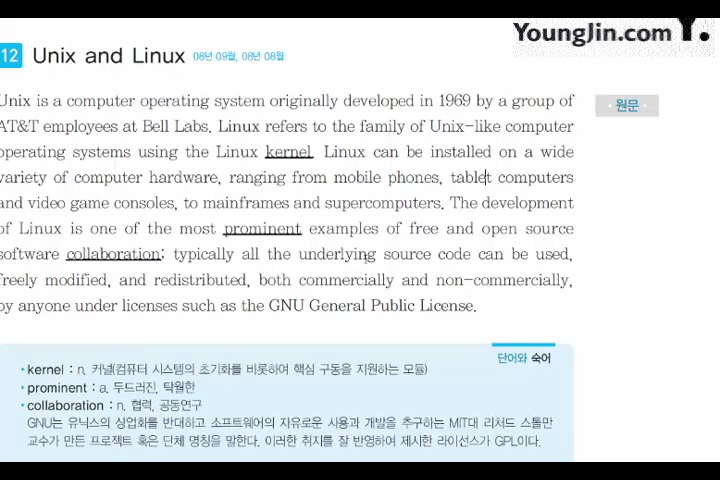 YoungJin.com Y.
12 Unix and Linux 08년 09월, 08년 08월
Unix is a computer operating system originally developed in 1969 by a group of
원문
AT&T employees at Bell Labs. Linux refers to the family of Unix-like computer
operating systems using the Linux kernel. Linux can be installed on a wide
variety of computer hardware, ranging from mobile phones, tablet computers
and video game consoles, to mainframes and supercomputers. The development
of Linux is one of the most prominent examples of free and open source
software collaboration; typically all the underlying source code can be used,
freely modified, and redistributed, both commercially and non-commercially,
by anyone under licenses such as the GNU General Public License.
단어와 숙어
• kernel : n. 커널(컴퓨터 시스템의 초기화를 비롯하여 핵심 구동을 지원하는 모듈)
• prominent : a. 두드러진, 탁월한
• collaboration : n. 협력, 공동연구
GNU는 유닉스의 상업화를 반대하고 소프트웨어의 자유로운 사용과 개발을 추구하는 MIT대 리처드 스톨만
교수가 만든 프로젝트 혹은 단체 명칭을 말한다. 이러한 취지를 잘 반영하여 제시한 라이선스가 GPL이다.